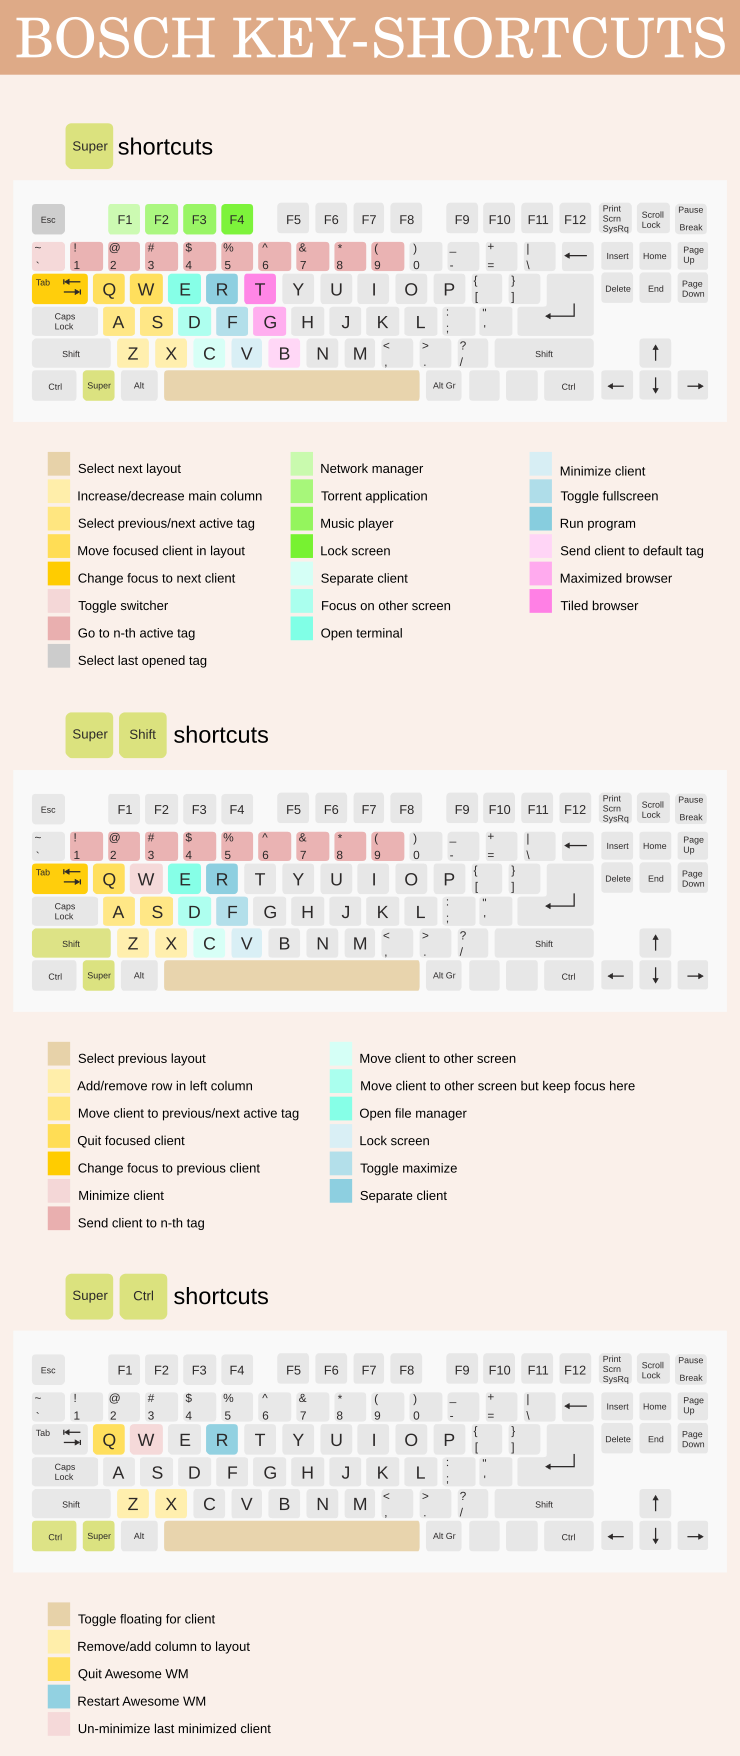 BOSCH KEY-SHORTCUTS
Super shortcuts
Esc F1 F2 F3 F4 F5 F6 F7 F8 F9 F10 F11 F12 Print Scrn SysRq Scroll Lock Pause Break
~ ` ! 1 @ 2 # 3 $ 4 % 5 ^ 6 & 7 * 8 ( 9 ) 0 _ - + = | \ Insert Home Page Up
Tab Q W E R T Y U I O P { [ } ] Delete End Page Down
Caps Lock A S D F G H J K L : ; " '
Shift Z X C V B N M < , > . ? / Shift
Ctrl Super Alt Alt Gr Ctrl
Select next layout
Increase/decrease main column
Select previous/next active tag
Move focused client in layout
Change focus to next client
Toggle switcher
Go to n-th active tag
Select last opened tag
Network manager
Torrent application
Music player
Lock screen
Separate client
Focus on other screen
Open terminal
Minimize client
Toggle fullscreen
Run program
Send client to default tag
Maximized browser
Tiled browser
Super Shift shortcuts
Esc F1 F2 F3 F4 F5 F6 F7 F8 F9 F10 F11 F12 Print Scrn SysRq Scroll Lock Pause Break
~ ` ! 1 @ 2 # 3 $ 4 % 5 ^ 6 & 7 * 8 ( 9 ) 0 _ - + = | \ Insert Home Page Up
Tab Q W E R T Y U I O P { [ } ] Delete End Page Down
Caps Lock A S D F G H J K L : ; " '
Shift Z X C V B N M < , > . ? / Shift
Ctrl Super Alt Alt Gr Ctrl
Select previous layout
Add/remove row in left column
Move client to previous/next active tag
Quit focused client
Change focus to previous client
Minimize client
Send client to n-th tag
Move client to other screen
Move client to other screen but keep focus here
Open file manager
Lock screen
Toggle maximize
Separate client
Super Ctrl shortcuts
Esc F1 F2 F3 F4 F5 F6 F7 F8 F9 F10 F11 F12 Print Scrn SysRq Scroll Lock Pause Break
~ ` ! 1 @ 2 # 3 $ 4 % 5 ^ 6 & 7 * 8 ( 9 ) 0 _ - + = | \ Insert Home Page Up
Tab Q W E R T Y U I O P { [ } ] Delete End Page Down
Caps Lock A S D F G H J K L : ; " '
Shift Z X C V B N M < , > . ? / Shift
Ctrl Super Alt Alt Gr Ctrl
Toggle floating for client
Remove/add column to layout
Quit Awesome WM
Restart Awesome WM
Un-minimize last minimized client